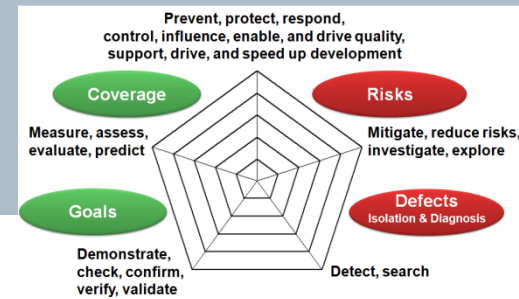 Prevent, protect, respond,
control, influence, enable, and drive quality,
support, drive, and speed up development
Coverage
Risks
Measure, assess,
evaluate, predict
Mitigate, reduce risks,
investigate, explore
Goals
Defects
Isolation & Diagnosis
Demonstrate,
check, confirm,
verify, validate
Detect, search